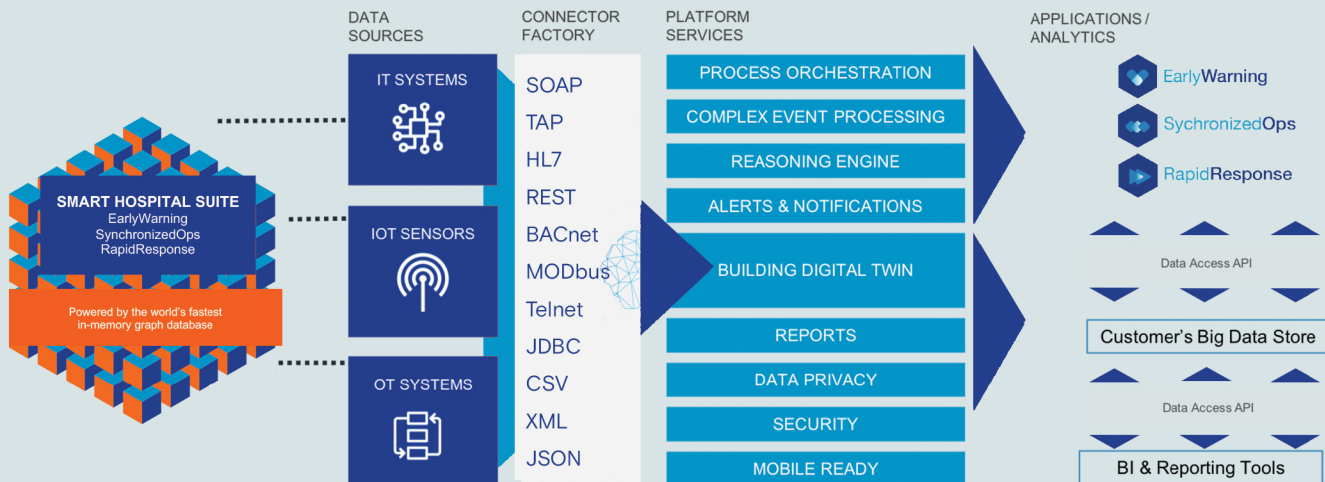 DATA
SOURCES
CONNECTOR
FACTORY
PLATFORM
SERVICES
APPLICATIONS /
ANALYTICS
SMART HOSPITAL SUITE
EarlyWarning
SynchronizedOps
RapidResponse
Powered by the world's fastest
in-memory graph database
IT SYSTEMS
IOT SENSORS
OT SYSTEMS
SOAP
TAP
HL7
REST
BACnet
MODbus
Telnet
JDBC
CSV
XML
JSON
PROCESS ORCHESTRATION
COMPLEX EVENT PROCESSING
REASONING ENGINE
ALERTS & NOTIFICATIONS
BUILDING DIGITAL TWIN
REPORTS
DATA PRIVACY
SECURITY
MOBILE READY
EarlyWarning
SychronizedOps
RapidResponse
Data Access API
Customer's Big Data Store
Data Access API
BI & Reporting Tools